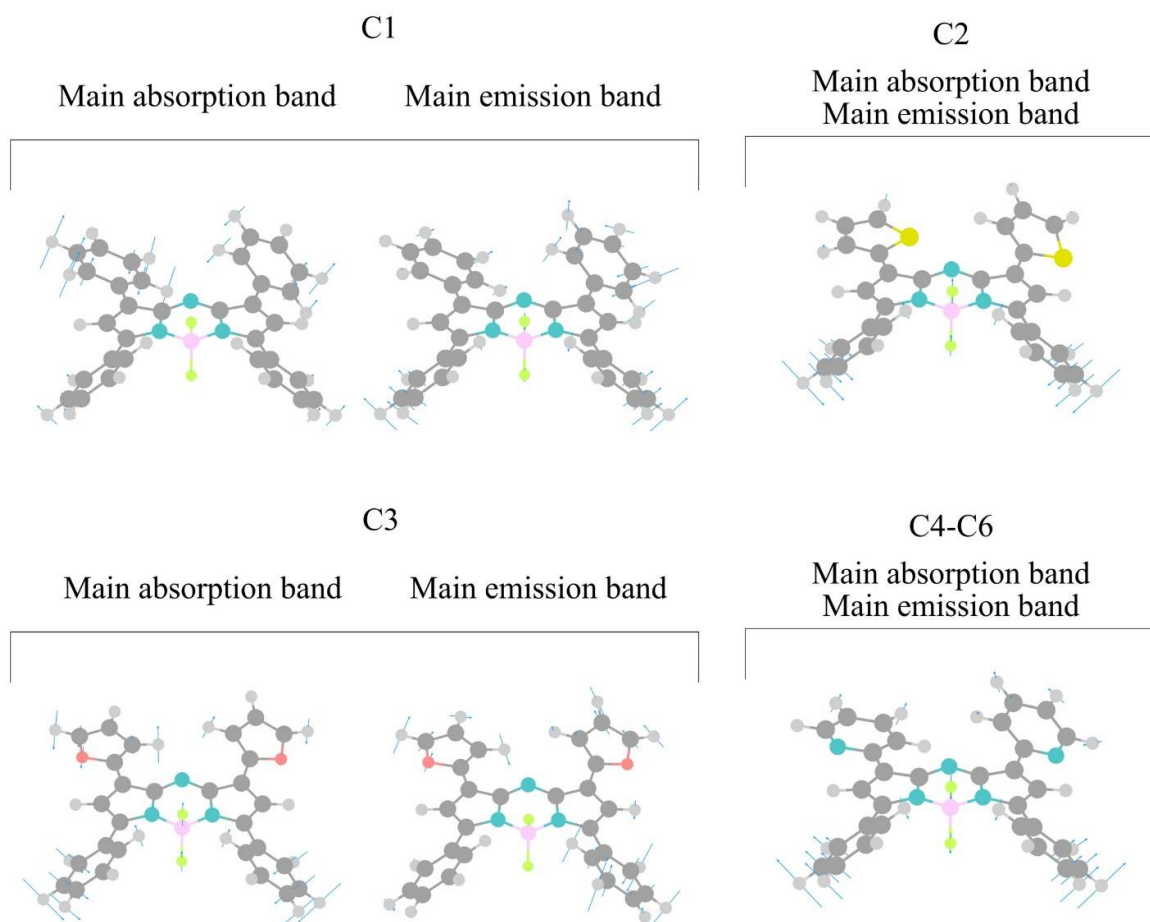 C1
Main absorption band
Main emission band
C2
Main absorption band
Main emission band
C3
Main absorption band
Main emission band
C4-C6
Main absorption band
Main emission band